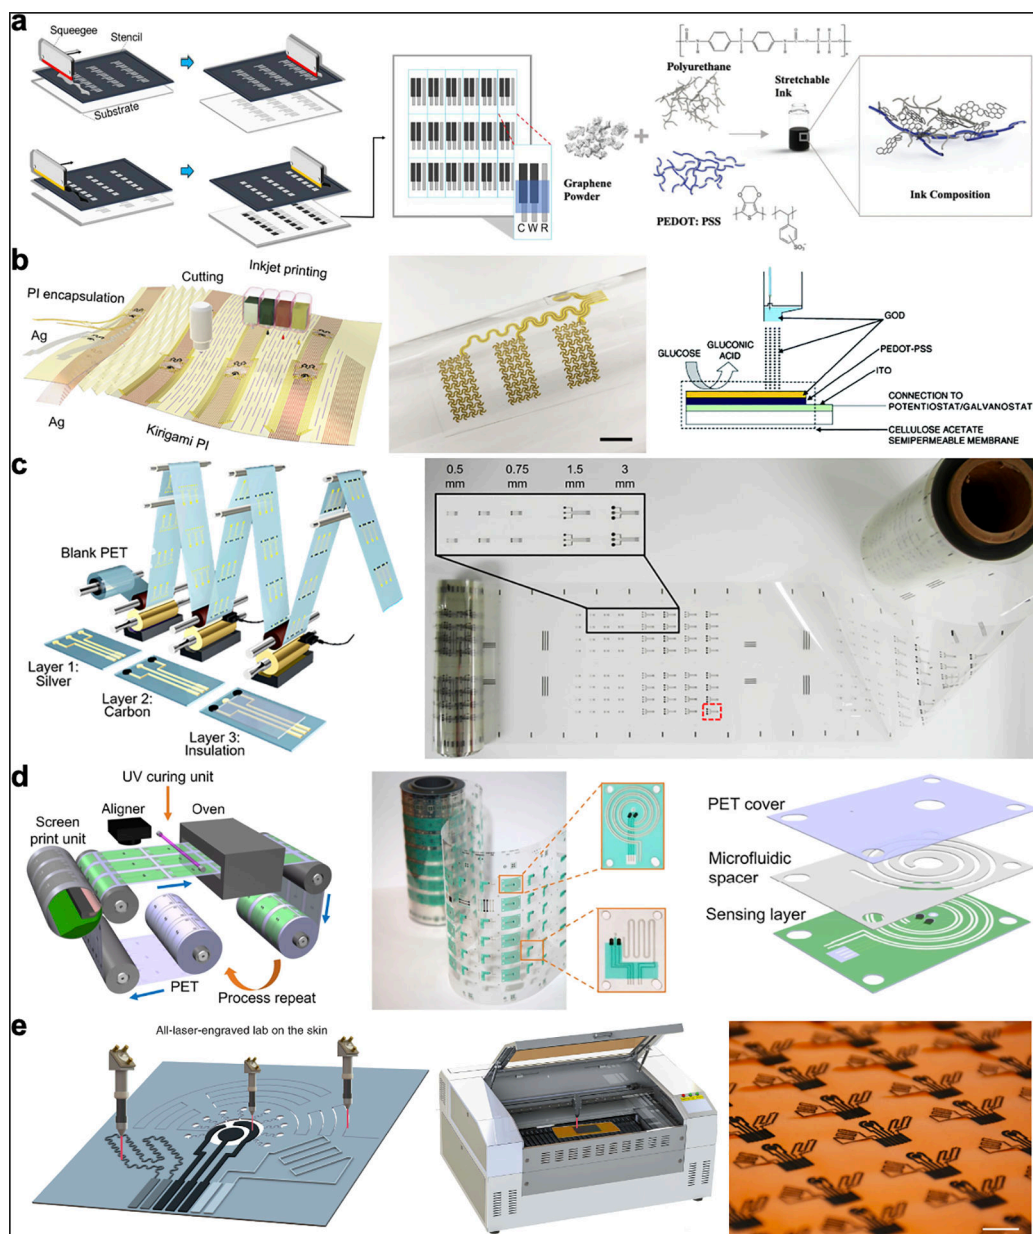 a
Squeegee
Stencil
Substrate
C W R
Graphene
Powder
Polyurethane
PEDOT: PSS
Stretchable
Ink
Ink Composition
b
PI encapsulation
Cutting
Inkjet printing
Ag
Ag
Kirigami PI
GLUCOSE
GLUCONIC
ACID
GOD
PEDOT-PSS
ITO
CONNECTION TO
POTENTIOSTAT/GALVANOSTAT
CELLULOSE ACETATE
SEMIPERMEABLE MEMBRANE
c
Blank PET
Layer 1:
Silver
Layer 2:
Carbon
Layer 3:
Insulation
0.5
mm
0.75
mm
1.5
mm
3
mm
d
UV curing unit
Aligner
Oven
Screen
print unit
PET
Process repeat
PET cover
Microfluidic
spacer
Sensing layer
e
All-laser-engraved lab on the skin